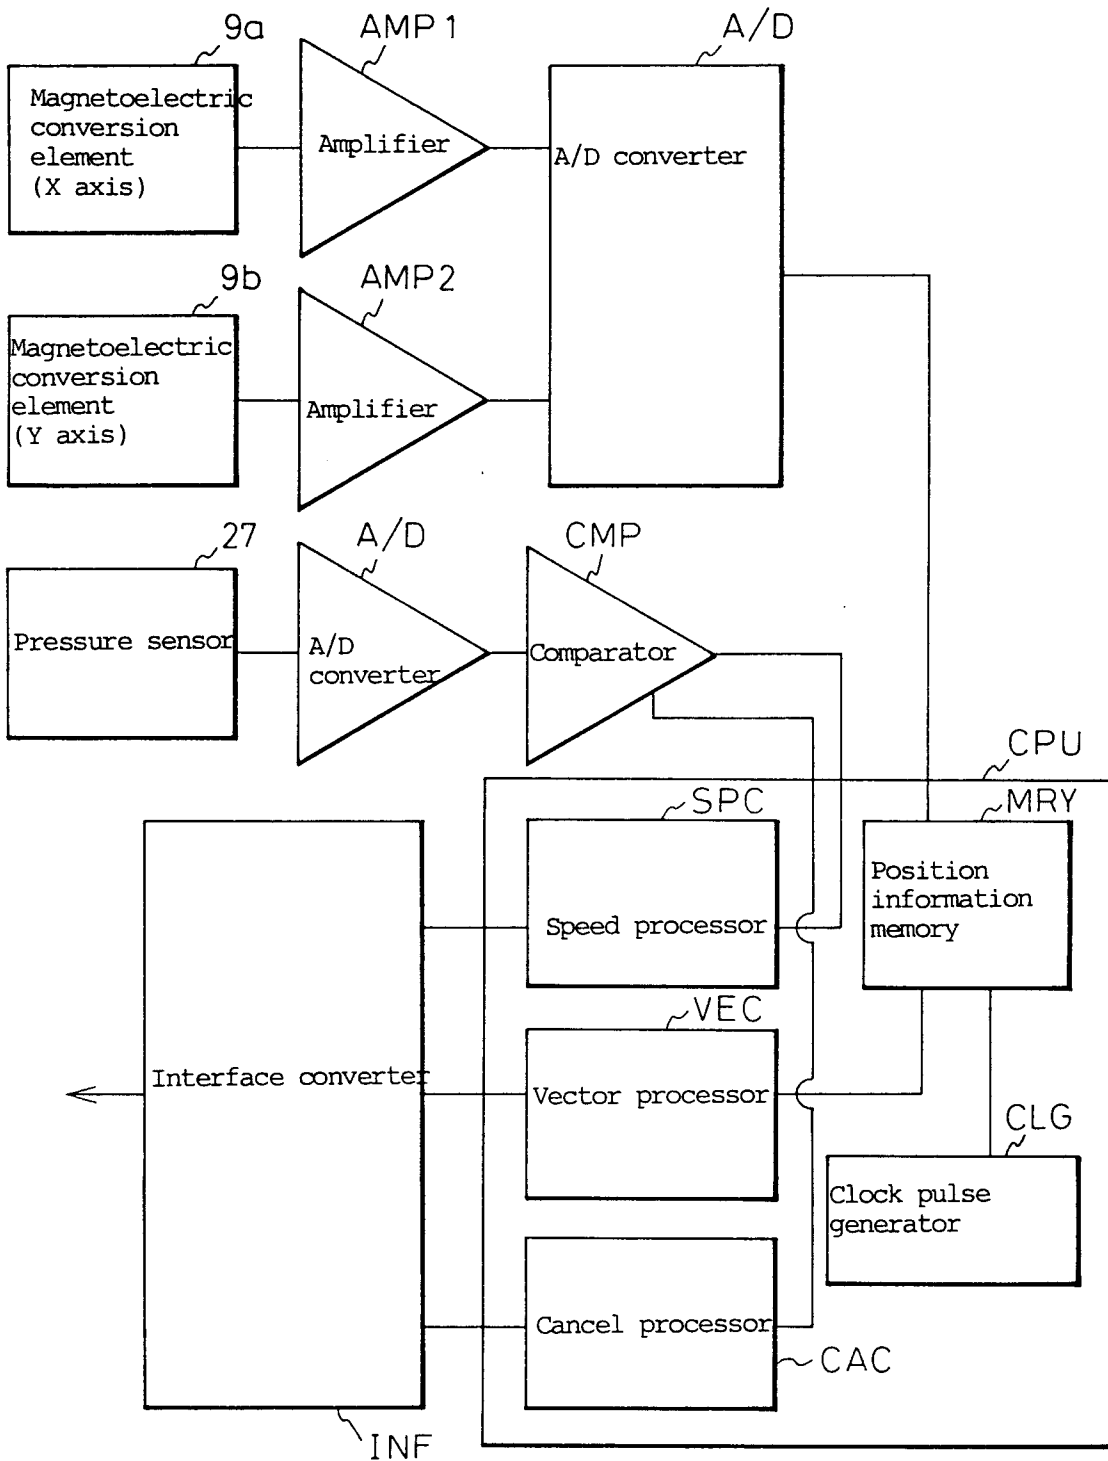 9a
AMP1
A/D
Magnetoelectric
conversion
element
(X axis)
Amplifier
A/D converter
9b
AMP2
Magnetoelectric
conversion
element
(Y axis)
Amplifier
27
A/D
CMP
Pressure sensor
A/D
converter
Comparator
CPU
SPC
MRY
Speed processor
Position
information
memory
VEC
Interface converter
Vector processor
CLG
Clock pulse
generator
Cancel processor
CAC
INF